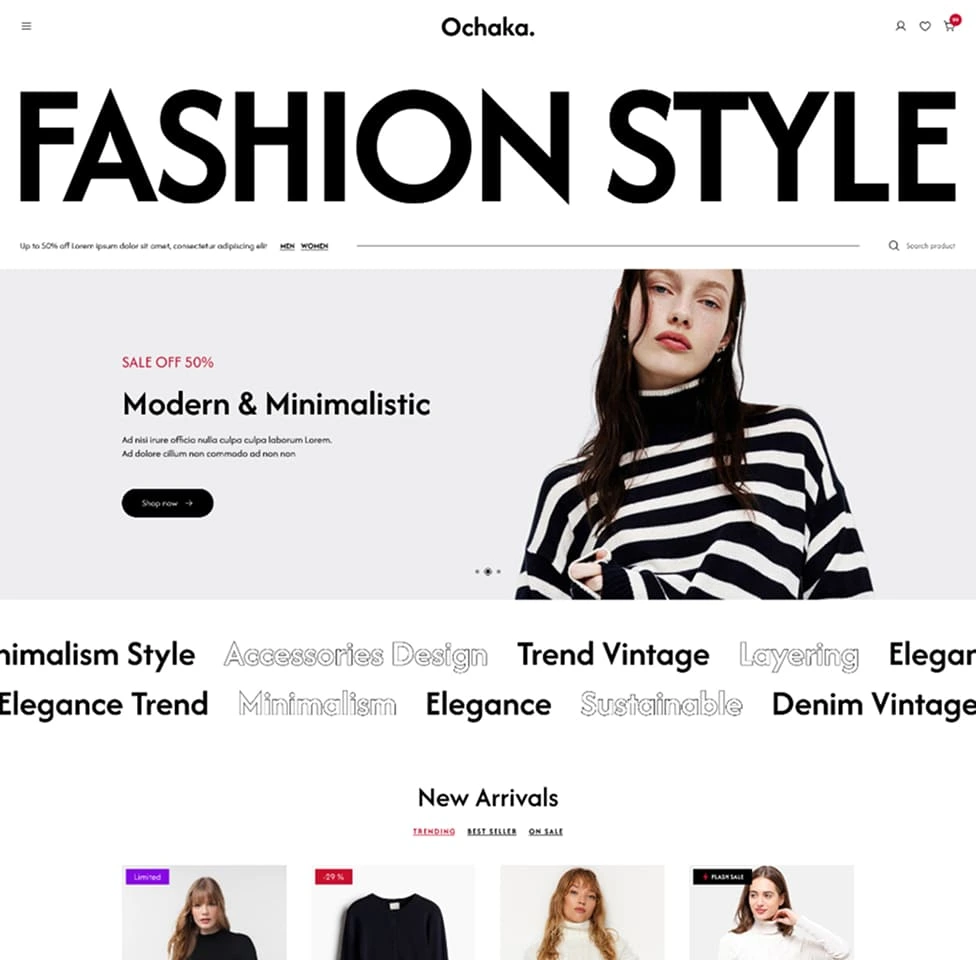 Ochaka.
FASHION STYLE
Up to 50% off Lorem ipsum dolor sit amet, consectetur adipiscing elit MEN WOMEN
Search product
SALE OFF 50%
Modern & Minimalistic
Ad nisi irure officia nulla culpa culpa laborum Lorem.
Ad dolore cillum non commodo ad non non
Shop now →
nimalism Style Accessories Design Trend Vintage Layering Elegan
Elegance Trend Minimalism Elegance Sustainable Denim Vintage
New Arrivals
TRENDING BEST SELLER ON SALE
Limited -29 % FLASH SALE